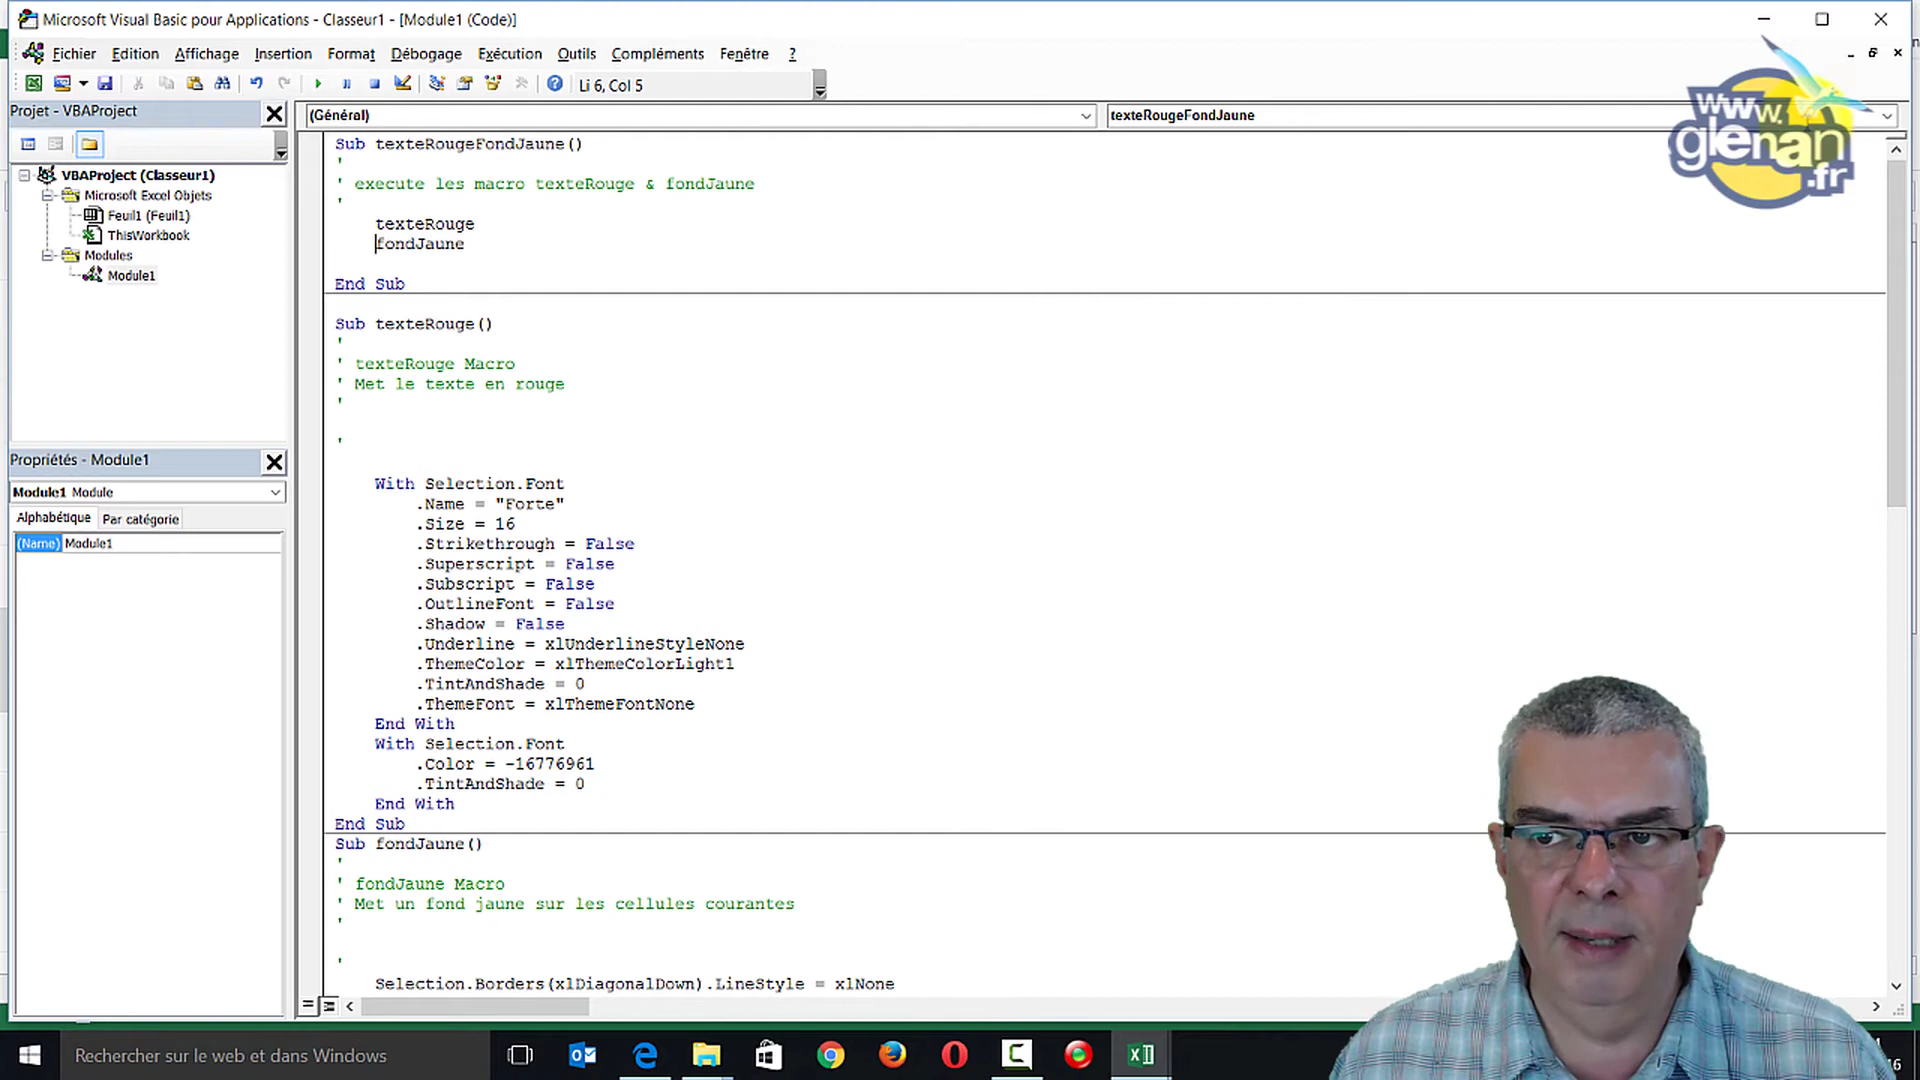 Microsoft Visual Basic pour Applications - Classeur1 - [Module1 (Code)]
Fichier Edition Affichage Insertion Format Débogage Exécution Outils Compléments Fenêtre ?
Li 6, Col 5
Projet - VBAProject
(Général)
texteRougeFondJaune
www.
glenan
.fr
VBAProject (Classeur1)
Microsoft Excel Objets
Feuil1 (Feuil1)
ThisWorkbook
Modules
Module1
Propriétés - Module1
Module1 Module
Alphabétique Par catégorie
(Name) Module1
Sub texteRougeFondJaune()
'
' execute les macro texteRouge & fondJaune
'
texteRouge
fondJaune
End Sub
Sub texteRouge()
'
' texteRouge Macro
' Met le texte en rouge
'
'
With Selection.Font
.Name = "Forte"
.Size = 16
.Strikethrough = False
.Superscript = False
.Subscript = False
.OutlineFont = False
.Shadow = False
.Underline = xlUnderlineStyleNone
.ThemeColor = xlThemeColorLight1
.TintAndShade = 0
.ThemeFont = xlThemeFontNone
End With
With Selection.Font
.Color = -16776961
.TintAndShade = 0
End With
End Sub
Sub fondJaune()
'
' fondJaune Macro
' Met un fond jaune sur les cellules courantes
'
'
Selection.Borders(xlDiagonalDown).LineStyle = xlNone
Rechercher sur le web et dans Windows